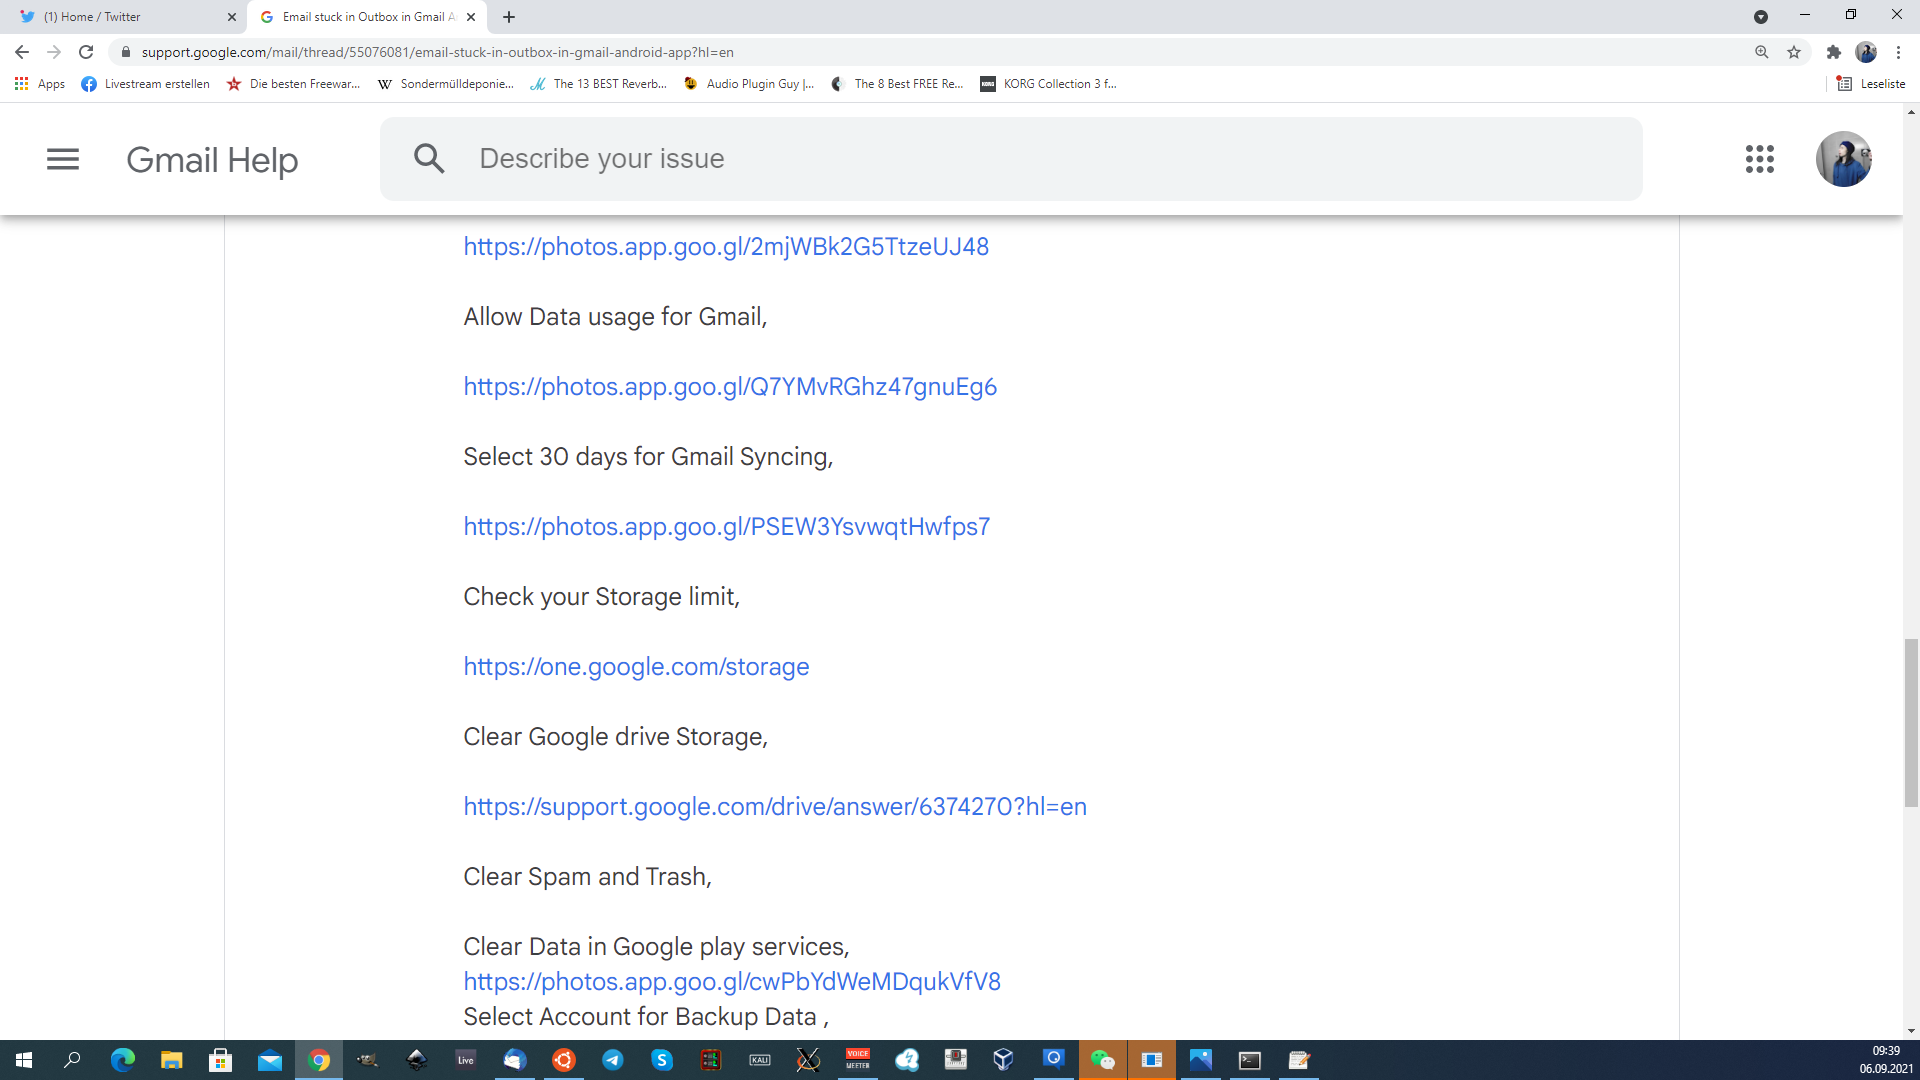 (1) Home / Twitter
Email stuck in Outbox in Gmail A
support.google.com/mail/thread/55076081/email-stuck-in-outbox-in-gmail-android-app?hl=en
Apps
Livestream erstellen
Die besten Freewar...
Sondermülldeponie...
The 13 BEST Reverb...
Audio Plugin Guy |...
The 8 Best FREE Re...
KORG Collection 3 f...
Leseliste
Gmail Help
Describe your issue
https://photos.app.goo.gl/2mjWBk2G5TtzeUJ48
Allow Data usage for Gmail,
https://photos.app.goo.gl/Q7YMvRGhz47gnuEg6
Select 30 days for Gmail Syncing,
https://photos.app.goo.gl/PSEW3YsvwqtHwfps7
Check your Storage limit,
https://one.google.com/storage
Clear Google drive Storage,
https://support.google.com/drive/answer/6374270?hl=en
Clear Spam and Trash,
Clear Data in Google play services,
https://photos.app.goo.gl/cwPbYdWeMDqukVfV8
Select Account for Backup Data ,
Live
KALI
VOICE
MEETER
09:39
06.09.2021